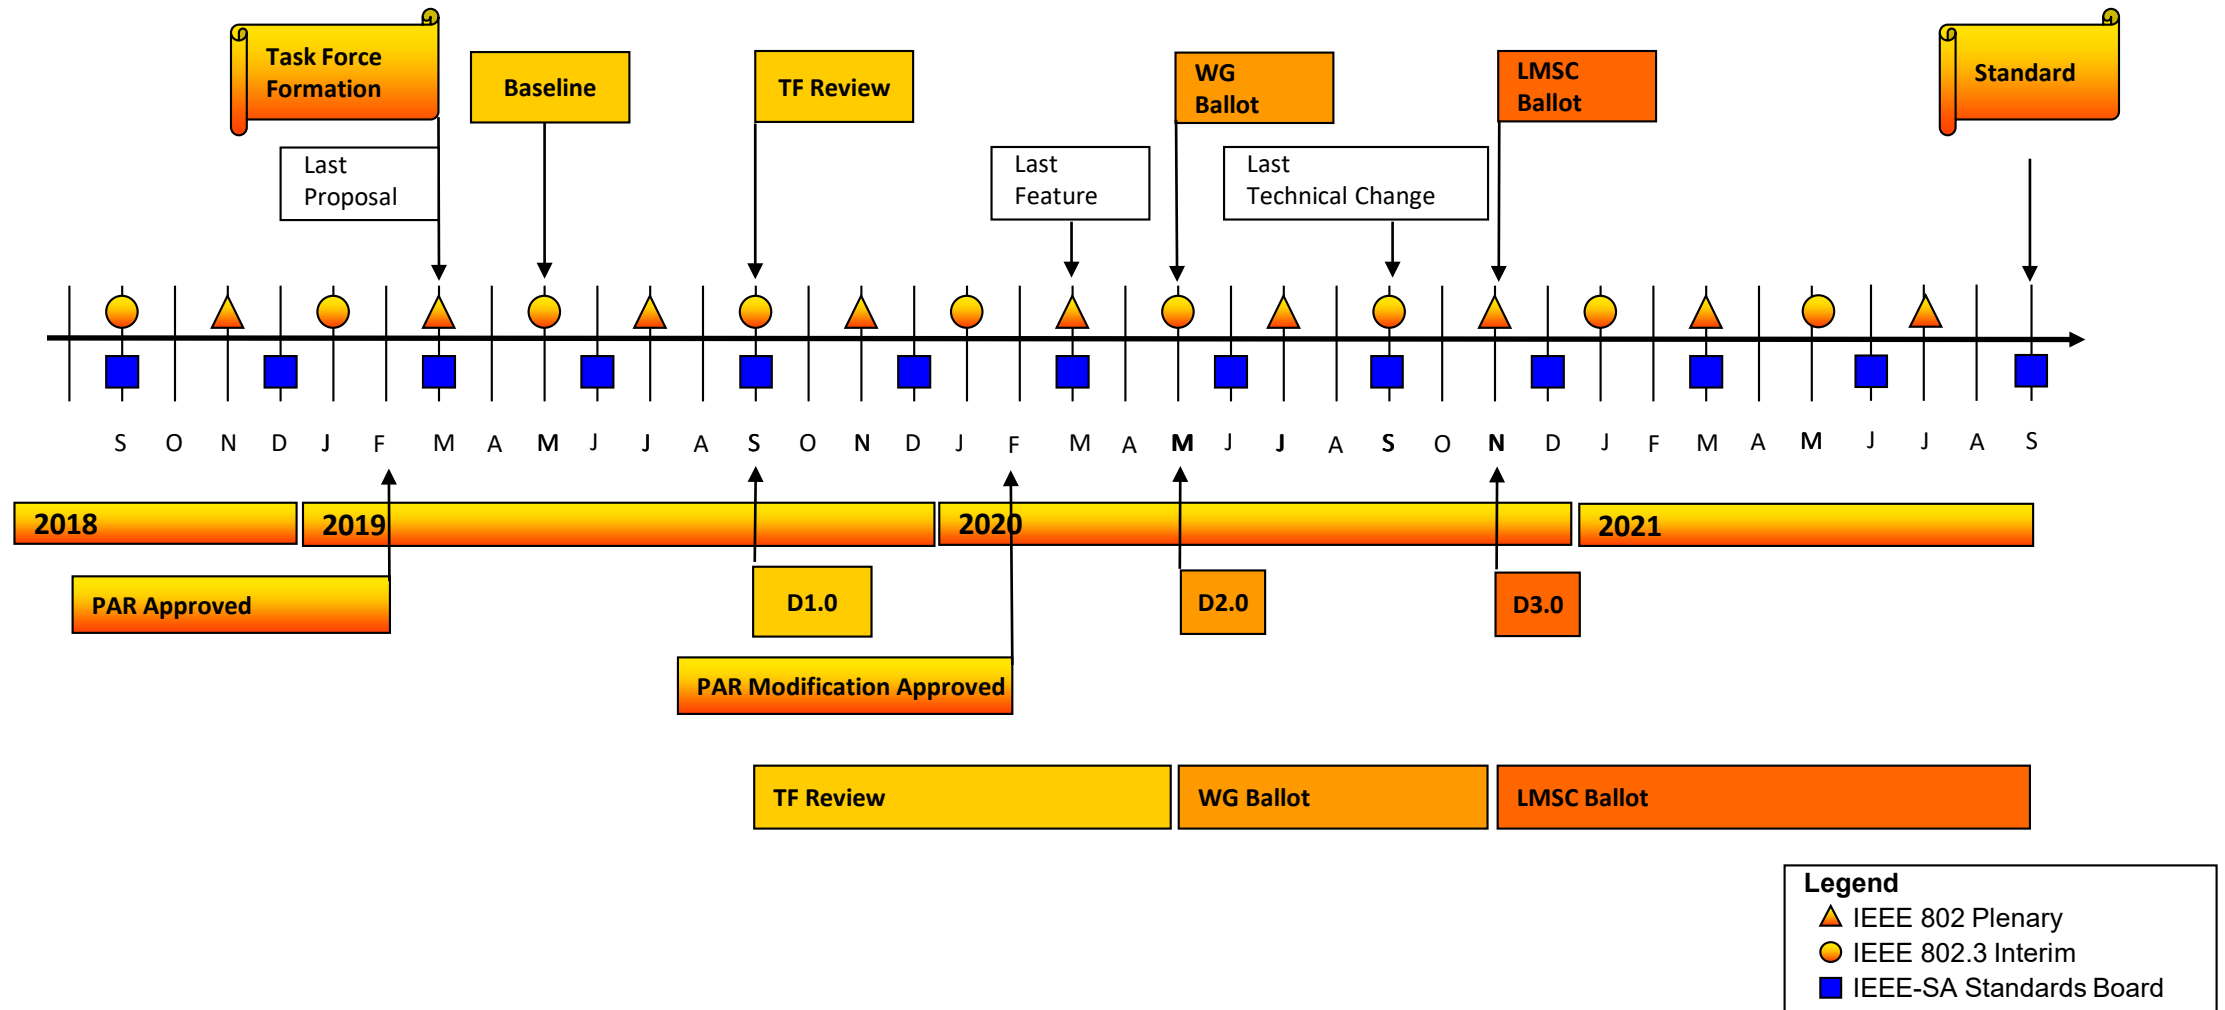 Task Force
Formation
Baseline
TF Review
WG
Ballot
LMSC
Ballot
Standard
Last
Proposal
Last
Feature
Last
Technical Change
S O N D J F M A M J J A S O N D J F M A M J J A S O N D J F M A M J J A S
2018 2019 2020 2021
PAR Approved
D1.0
D2.0
D3.0
PAR Modification Approved
TF Review
WG Ballot
LMSC Ballot
Legend
IEEE 802 Plenary
IEEE 802.3 Interim
IEEE-SA Standards Board